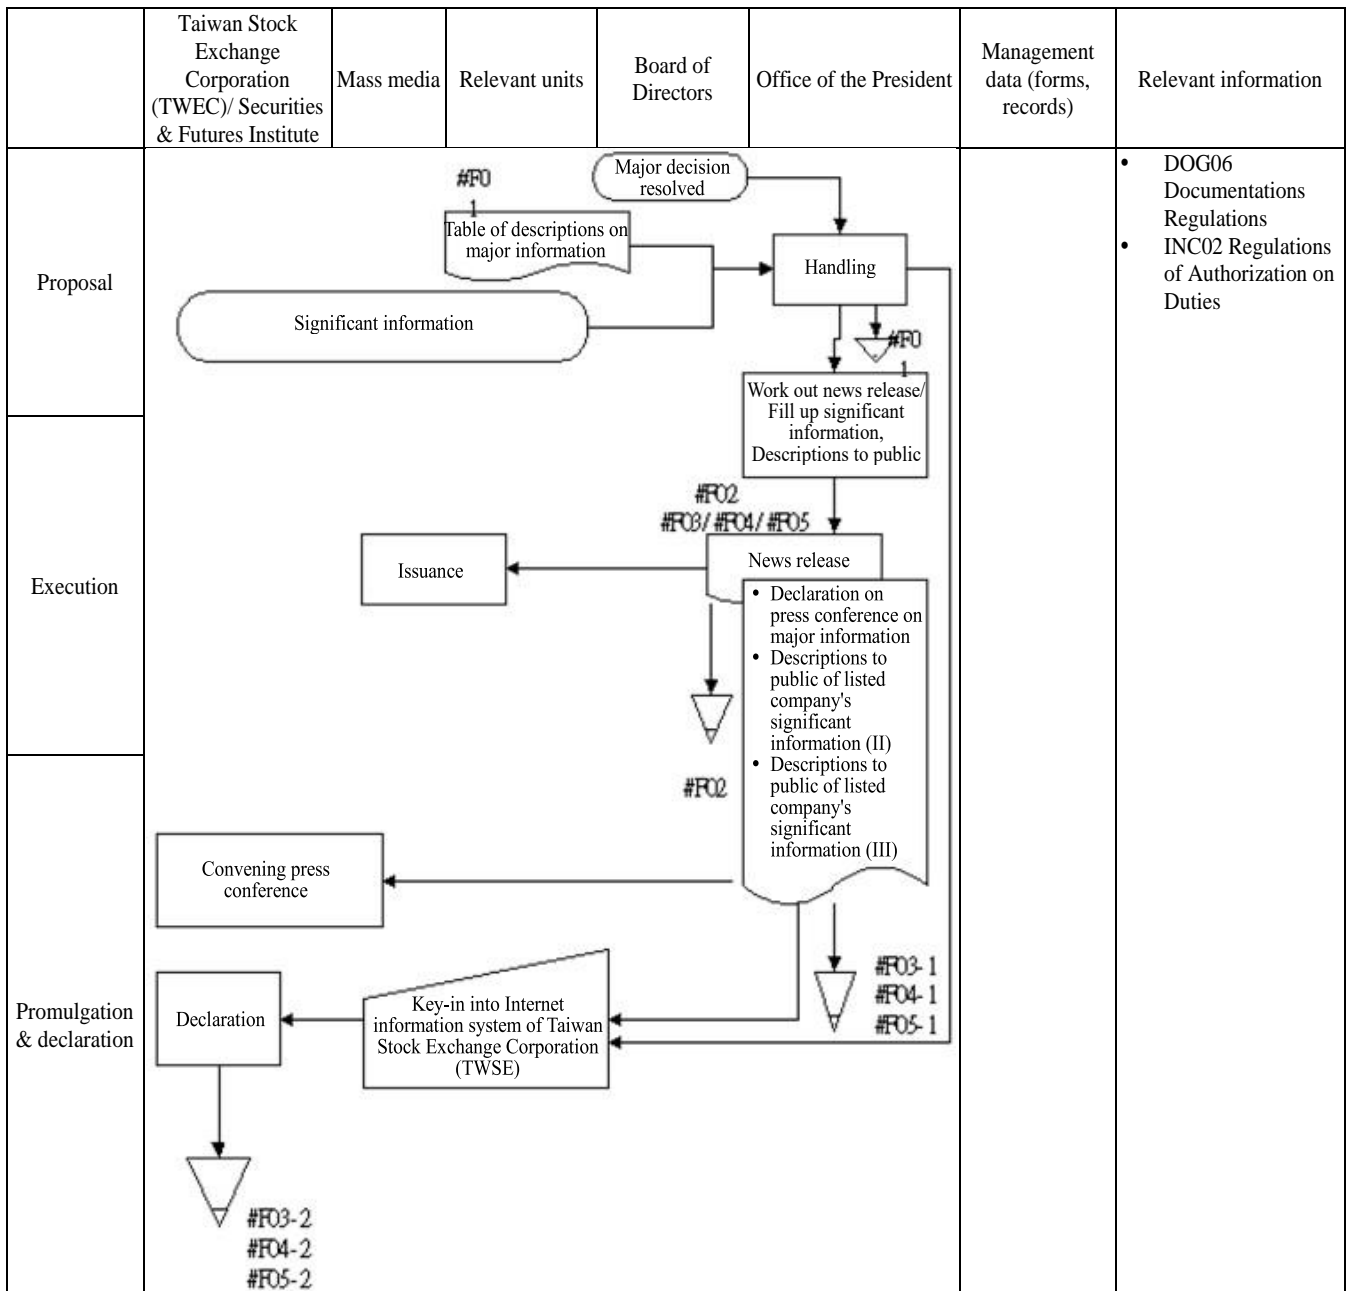 Taiwan Stock
Exchange
Corporation
(TWEC)/ Securities
& Futures Institute
Mass media
Relevant units
Board of
Directors
Office of the President
Management
data (forms,
records)
Relevant information
Proposal
#F0
1
Table of descriptions on
major information
Major decision
resolved
Significant information
Handling
#F0
1
Work out news release/
Fill up significant
information,
Descriptions to public
• DOG06
Documentations
Regulations
• INC02 Regulations
of Authorization on
Duties
Execution
#F02
#F03/ #F04/ #F05
Issuance
News release
• Declaration on
press conference on
major information
• Descriptions to
public of listed
company's
significant
information (II)
• Descriptions to
public of listed
company's
significant
information (III)
#F02
Promulgation
& declaration
Convening press
conference
#F03-1
#F04-1
#F05-1
Key-in into Internet
information system of Taiwan
Stock Exchange Corporation
(TWSE)
Declaration
#F03-2
#F04-2
#F05-2